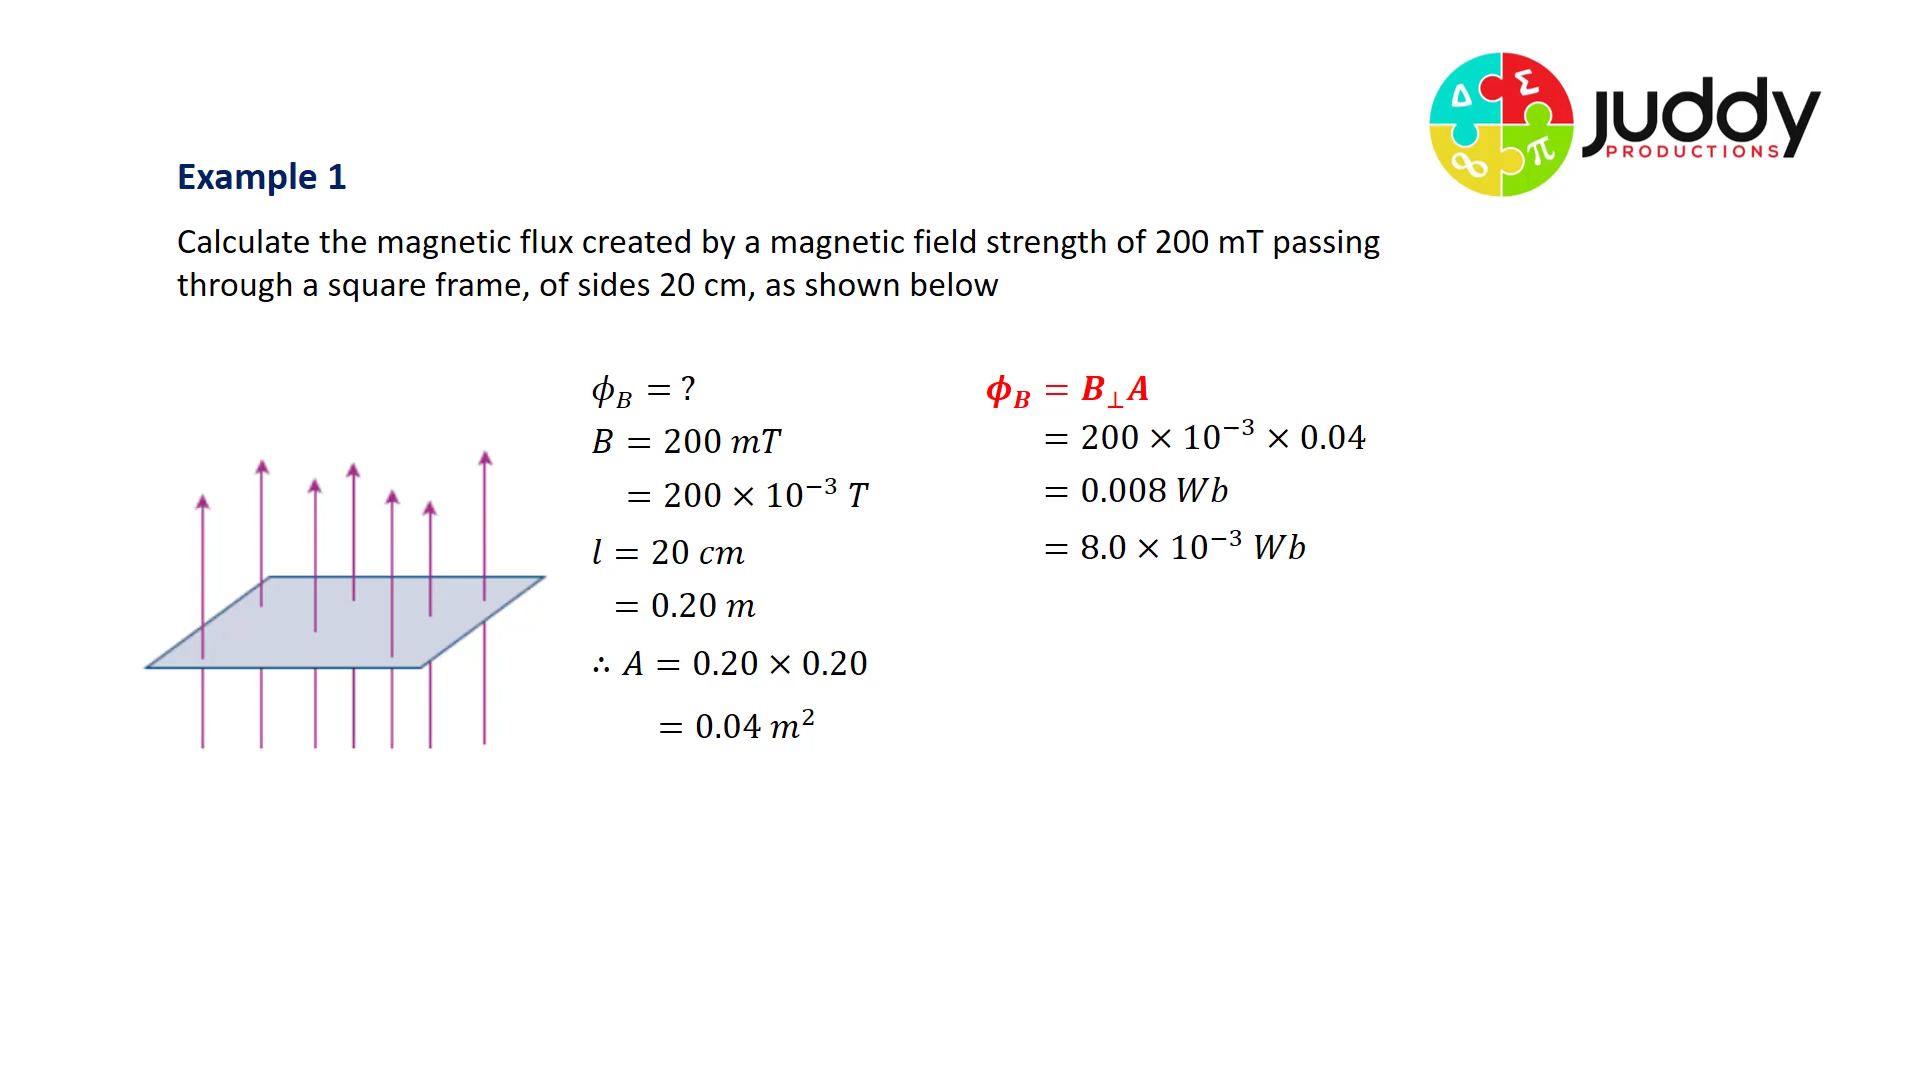 Δ Σ
∞ π
juddy
PRODUCTIONS
Example 1
Calculate the magnetic flux created by a magnetic field strength of 200 mT passing
through a square frame, of sides 20 cm, as shown below
𝜙_B = ?
B = 200 mT
= 200 × 10⁻³ T
l = 20 cm
= 0.20 m
∴ A = 0.20 × 0.20
= 0.04 m²
𝜙_B = B_⊥A
= 200 × 10⁻³ × 0.04
= 0.008 Wb
= 8.0 × 10⁻³ Wb